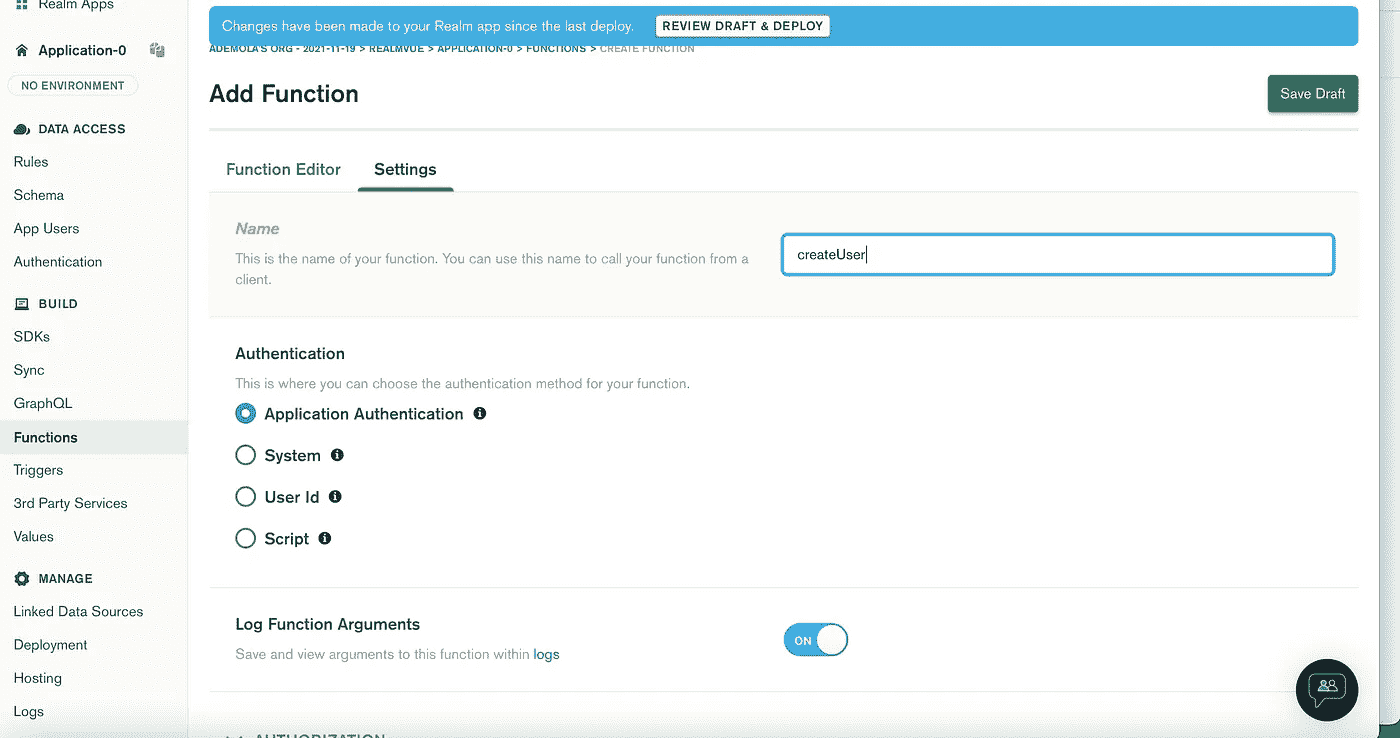 Realm Apps
Application-0
NO ENVIRONMENT
DATA ACCESS
Rules
Schema
App Users
Authentication
BUILD
SDKs
Sync
GraphQL
Functions
Triggers
3rd Party Services
Values
MANAGE
Linked Data Sources
Deployment
Hosting
Logs
Changes have been made to your Realm app since the last deploy. REVIEW DRAFT & DEPLOY
ADEMOLA'S ORG - 2021-11-19 > REALMVUE > APPLICATION-0 > FUNCTIONS > CREATE FUNCTION
Add Function
Save Draft
Function Editor Settings
Name
This is the name of your function. You can use this name to call your function from a
client.
createUser
Authentication
This is where you can choose the authentication method for your function.
Application Authentication
System
User Id
Script
Log Function Arguments
Save and view arguments to this function within logs
ON
AUTHORIZATION